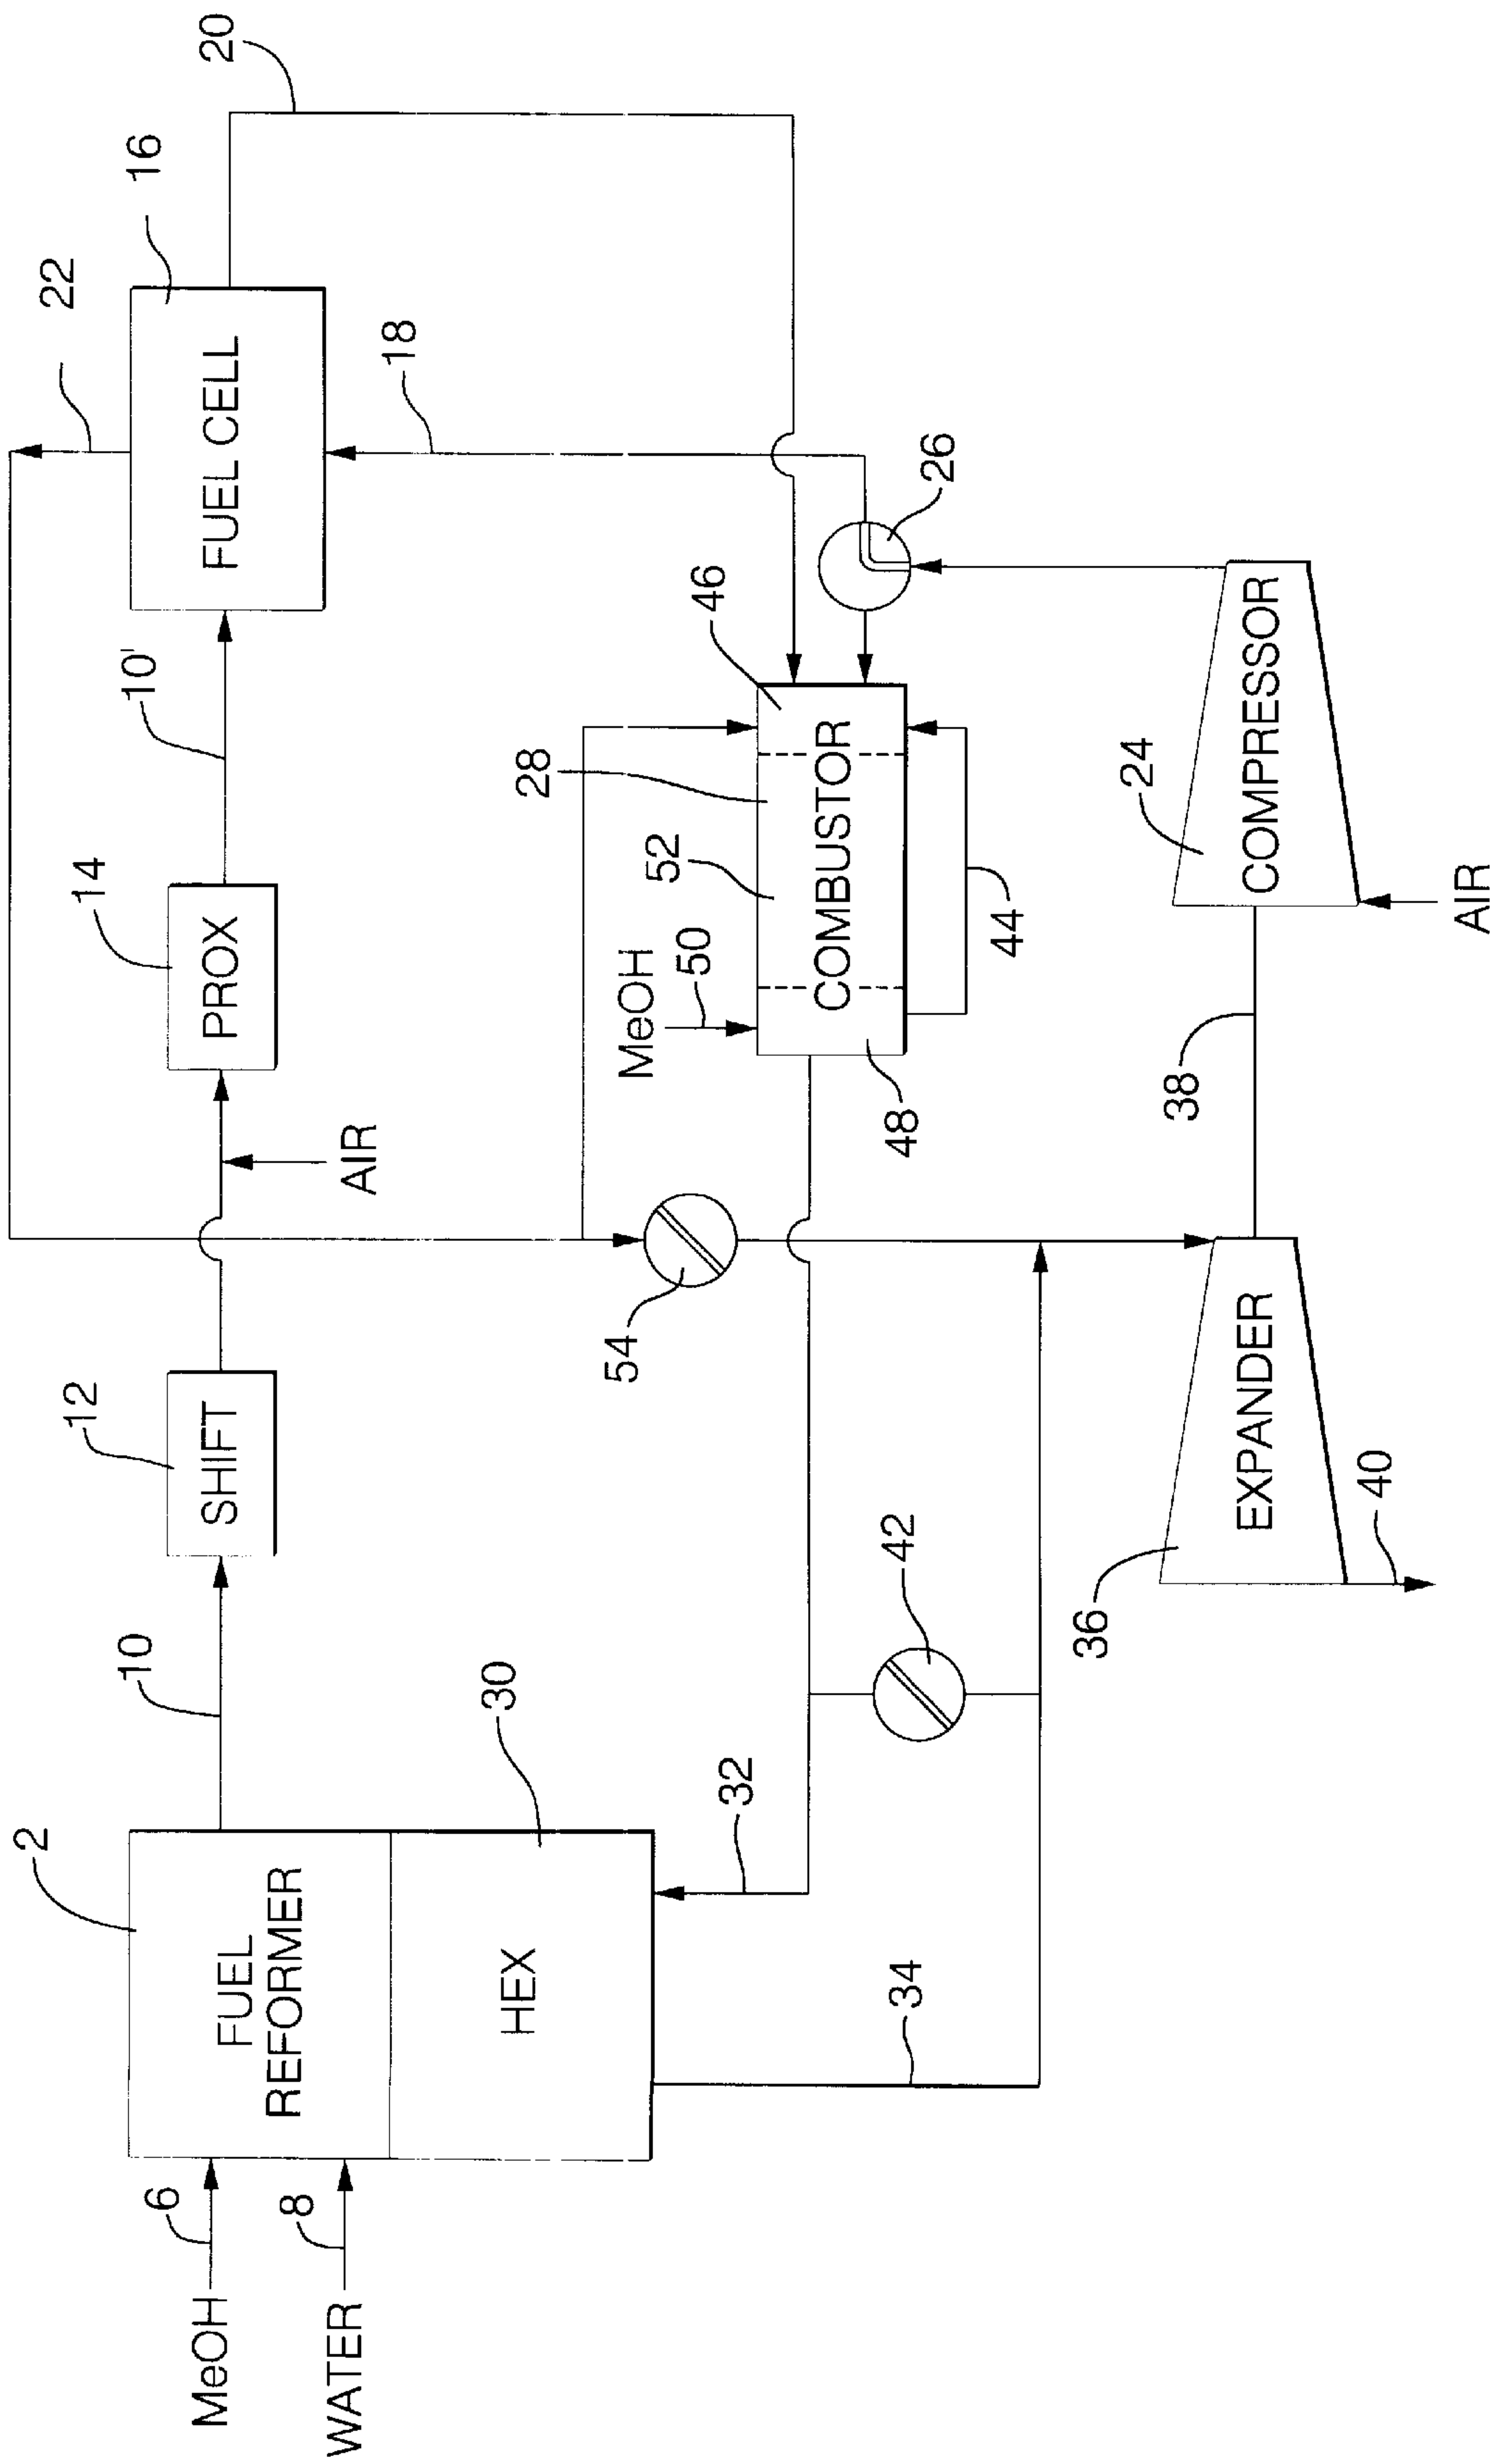 20
16
22
FUEL CELL
18
10'
14
PROX
AIR
12
SHIFT
10
2
FUEL
REFORMER
30
HEX
MeOH
6
WATER
8
26
46
28
52
COMBUSTOR
MeOH
50
44
48
54
32
42
34
24
COMPRESSOR
AIR
38
EXPANDER
36
40